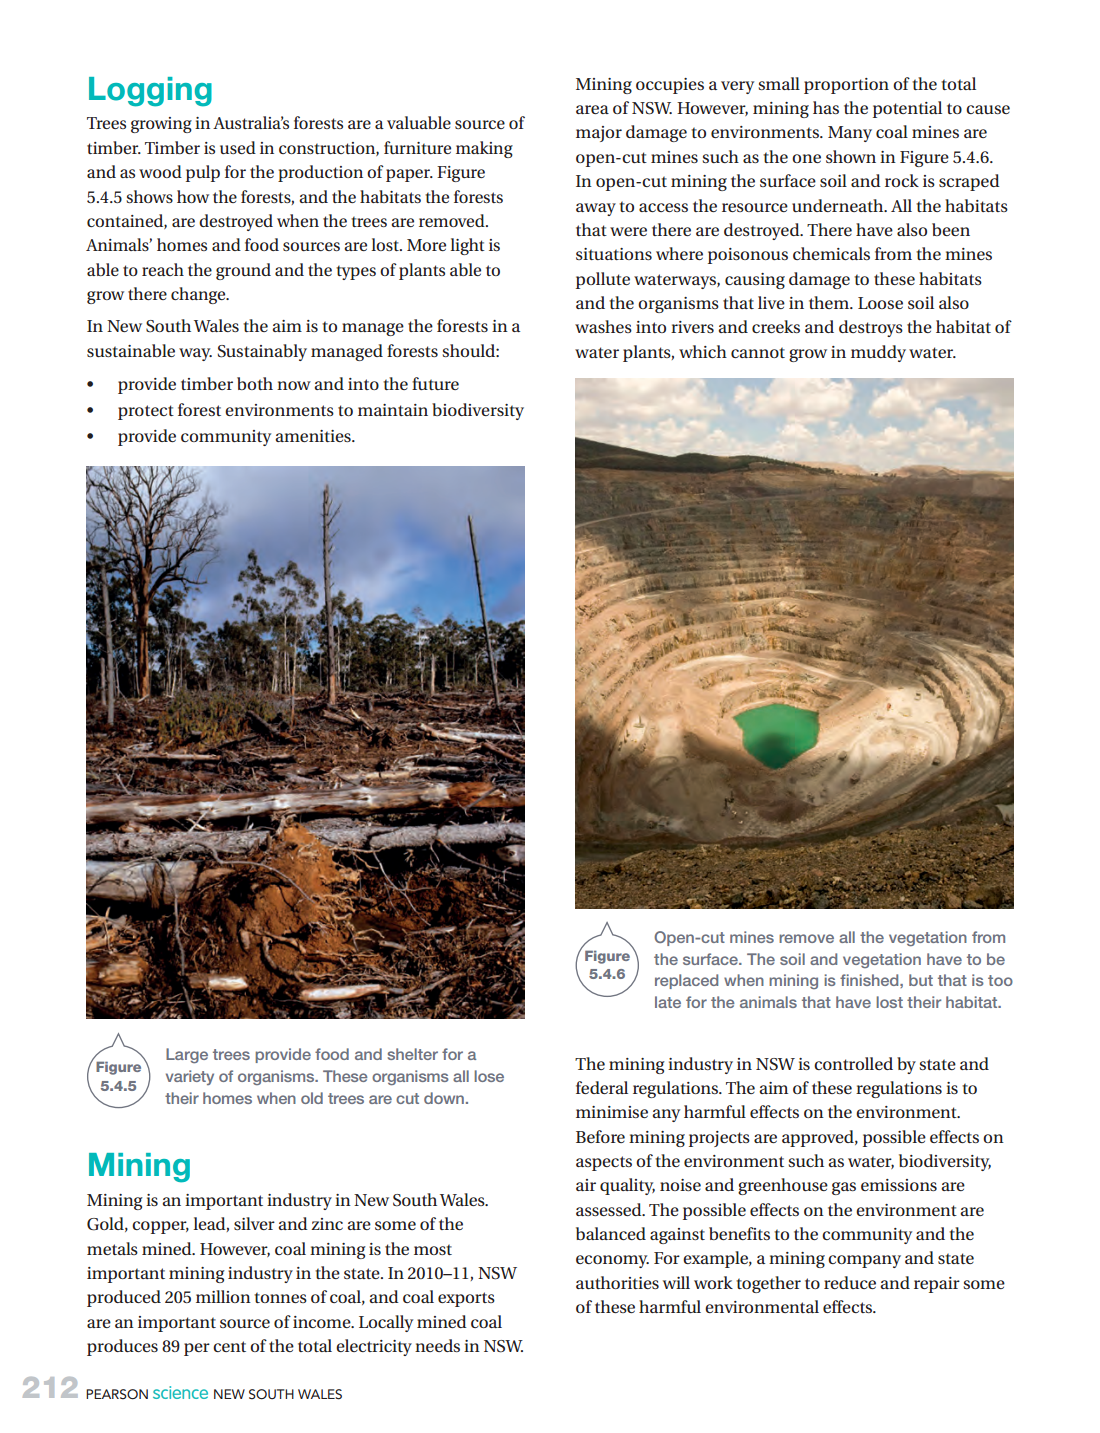 Logging
Trees growing in Australia's forests are a valuable source of
timber. Timber is used in construction, furniture making
and as wood pulp for the production of paper. Figure
5.4.5 shows how the forests, and the habitats the forests
contained, are destroyed when the trees are removed.
Animals' homes and food sources are lost. More light is
able to reach the ground and the types of plants able to
grow there change.
In New South Wales the aim is to manage the forests in a
sustainable way. Sustainably managed forests should:
• provide timber both now and into the future
• protect forest environments to maintain biodiversity
• provide community amenities.
Figure
5.4.5
Large trees provide food and shelter for a
variety of organisms. These organisms all lose
their homes when old trees are cut down.
Mining
Mining is an important industry in New South Wales.
Gold, copper, lead, silver and zinc are some of the
metals mined. However, coal mining is the most
important mining industry in the state. In 2010–11, NSW
produced 205 million tonnes of coal, and coal exports
are an important source of income. Locally mined coal
produces 89 per cent of the total electricity needs in NSW.
Mining occupies a very small proportion of the total
area of NSW. However, mining has the potential to cause
major damage to environments. Many coal mines are
open-cut mines such as the one shown in Figure 5.4.6.
In open-cut mining the surface soil and rock is scraped
away to access the resource underneath. All the habitats
that were there are destroyed. There have also been
situations where poisonous chemicals from the mines
pollute waterways, causing damage to these habitats
and the organisms that live in them. Loose soil also
washes into rivers and creeks and destroys the habitat of
water plants, which cannot grow in muddy water.
Figure
5.4.6
Open-cut mines remove all the vegetation from
the surface. The soil and vegetation have to be
replaced when mining is finished, but that is too
late for the animals that have lost their habitat.
The mining industry in NSW is controlled by state and
federal regulations. The aim of these regulations is to
minimise any harmful effects on the environment.
Before mining projects are approved, possible effects on
aspects of the environment such as water, biodiversity,
air quality, noise and greenhouse gas emissions are
assessed. The possible effects on the environment are
balanced against benefits to the community and the
economy. For example, a mining company and state
authorities will work together to reduce and repair some
of these harmful environmental effects.
212 PEARSON science NEW SOUTH WALES